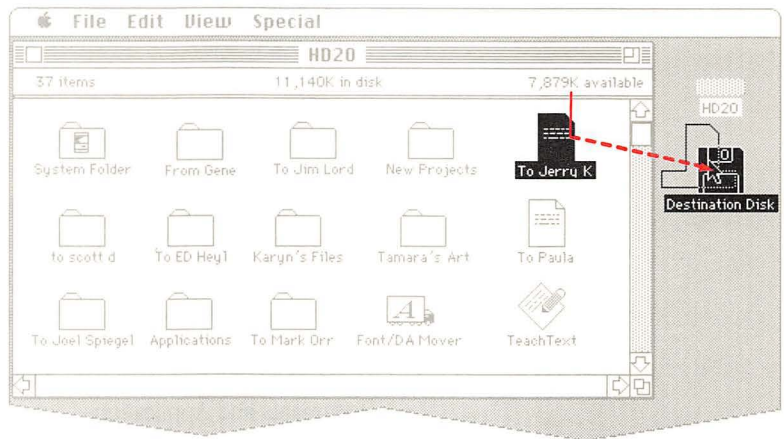 File Edit View Special
HD20
37 items 11,140K in disk 7,879K available
HD20
System Folder From Gene To Jim Lord New Projects To Jerry K
Destination Disk
to scott d To ED Heyl Karyn's Files Tamara's Art To Paula
To Joel Spiegel Applications To Mark Orr Font/DA Mover TeachText